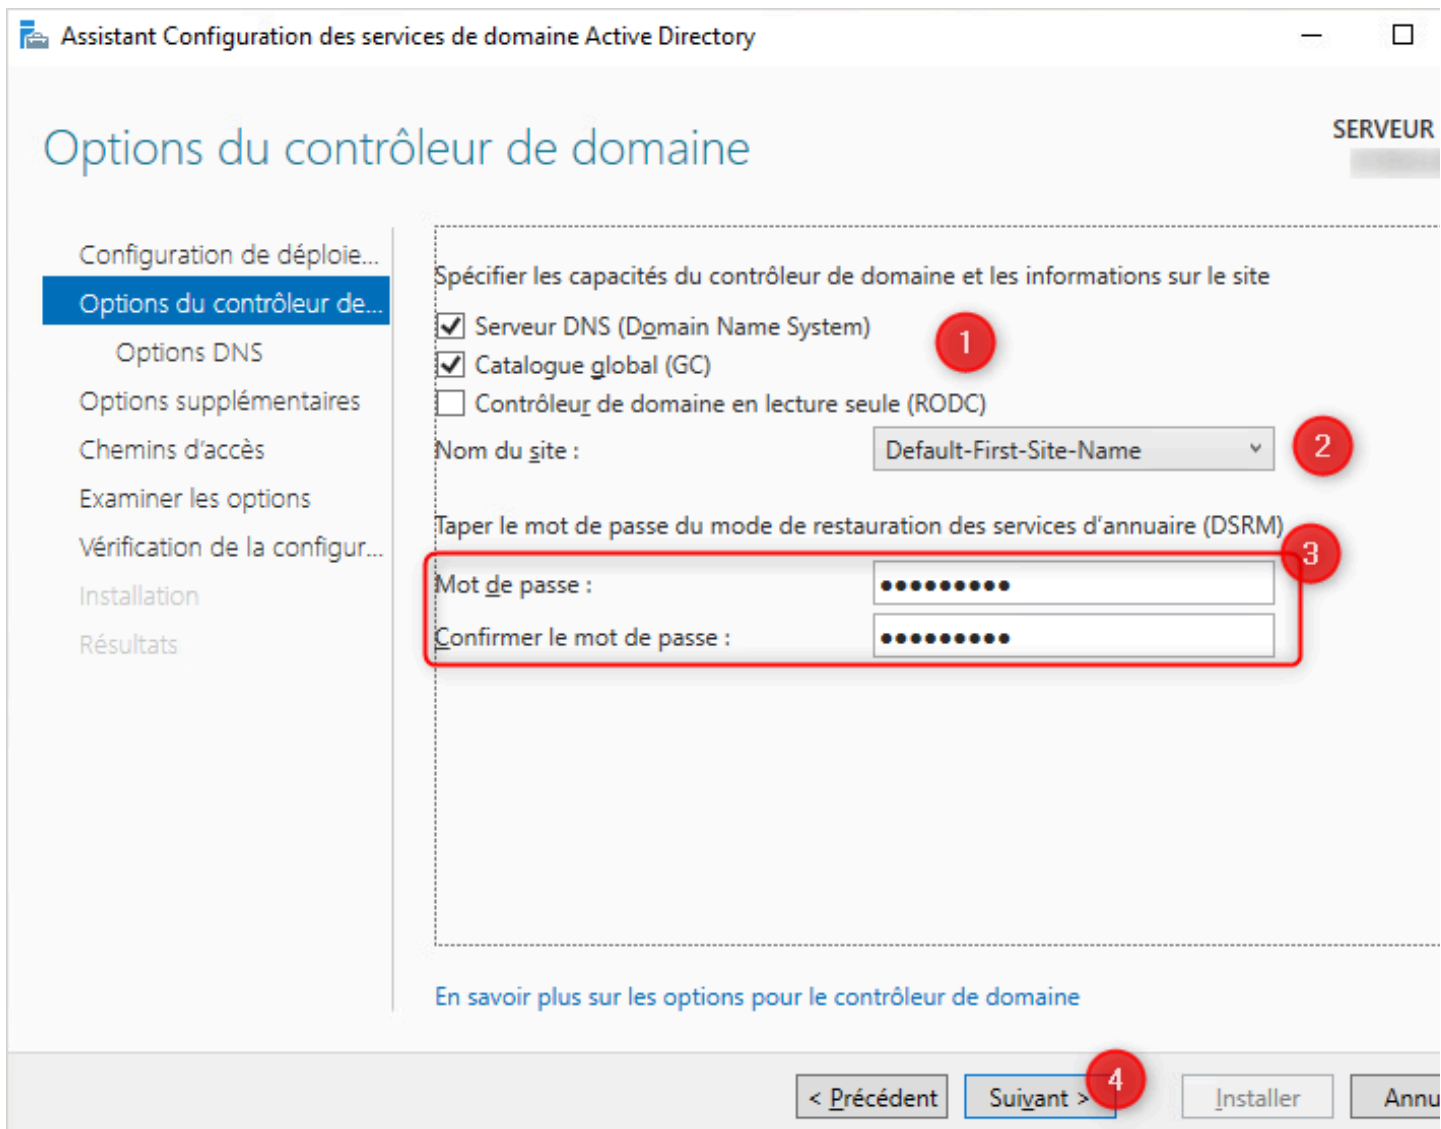 Assistant Configuration des services de domaine Active Directory
Options du contrôleur de domaine
SERVEUR
Configuration de déploie...
Options du contrôleur de...
Options DNS
Options supplémentaires
Chemins d'accès
Examiner les options
Vérification de la configur...
Installation
Résultats
Spécifier les capacités du contrôleur de domaine et les informations sur le site
Serveur DNS (Domain Name System)
1
Catalogue global (GC)
Contrôleur de domaine en lecture seule (RODC)
Nom du site : Default-First-Site-Name 2
Taper le mot de passe du mode de restauration des services d'annuaire (DSRM)
3
Mot de passe : •••••••••
Confirmer le mot de passe : •••••••••
En savoir plus sur les options pour le contrôleur de domaine
< Précédent Suivant > 4 Installer Annu